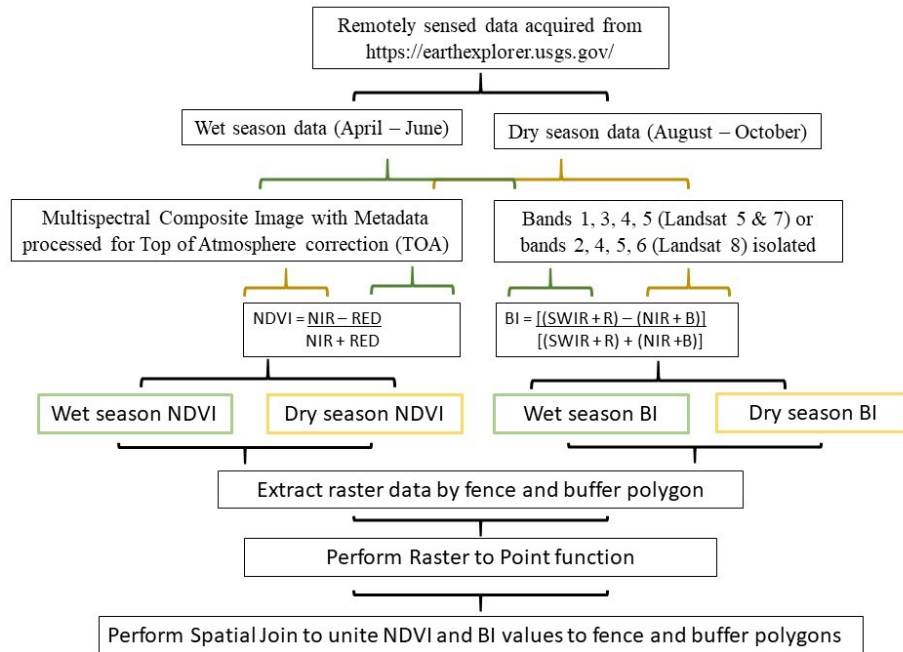 Remotely sensed data acquired from
https://earthexplorer.usgs.gov/
Wet season data (April – June)
Dry season data (August – October)
Multispectral Composite Image with Metadata
processed for Top of Atmosphere correction (TOA)
Bands 1, 3, 4, 5 (Landsat 5 & 7) or
bands 2, 4, 5, 6 (Landsat 8) isolated
NDVI = NIR – RED
NIR + RED
BI = [(SWIR + R) – (NIR + B)]
[(SWIR + R) + (NIR +B)]
Wet season NDVI
Dry season NDVI
Wet season BI
Dry season BI
Extract raster data by fence and buffer polygon
Perform Raster to Point function
Perform Spatial Join to unite NDVI and BI values to fence and buffer polygons